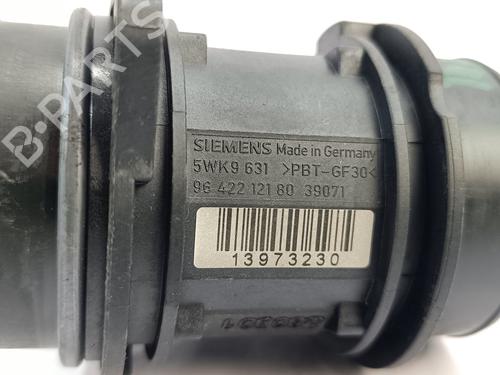 B-PARTS
SIEMENS Made in Germany
5WK9 631 >PBT-GF30<
96 422 121 80 39071
13973230